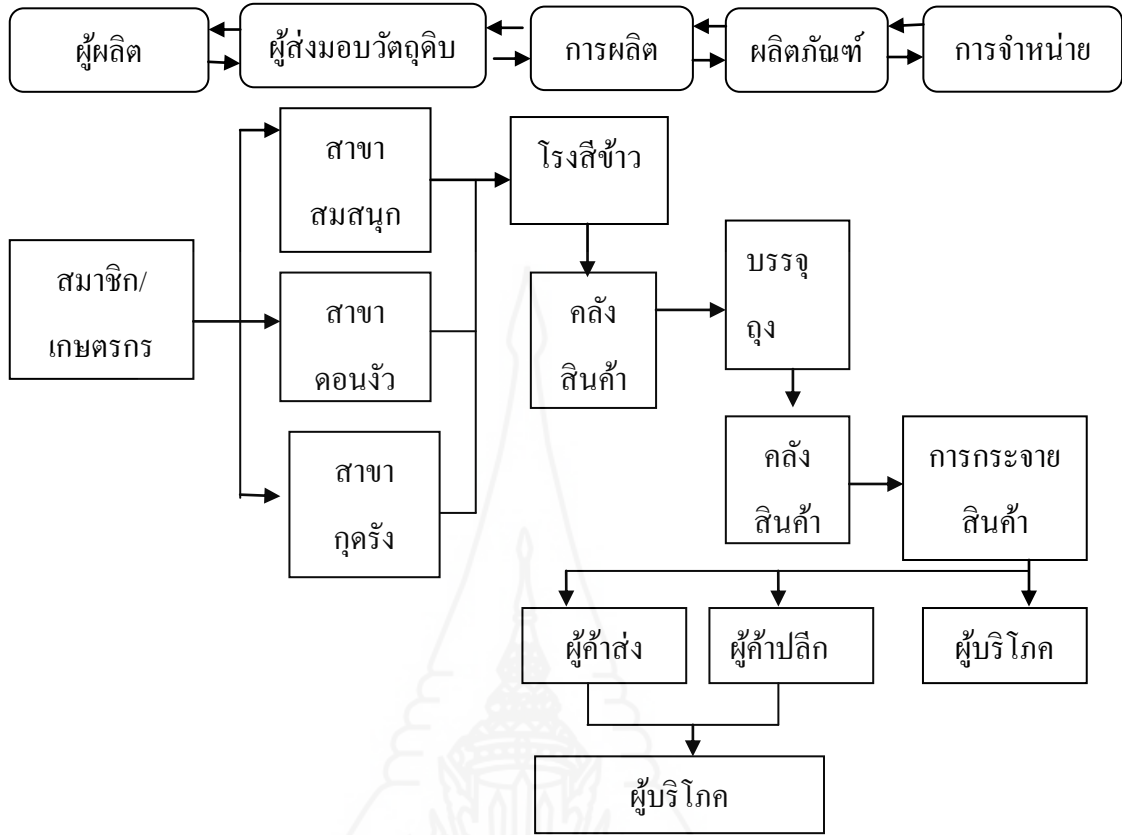 ผู้ผลิต
ผู้ส่งมอบวัตถุดิบ
การผลิต
ผลิตภัณฑ์
การจำหน่าย
สมาชิก/
เกษตรกร
สาขา
สมสนุก
สาขา
ดอนงัว
สาขา
กุดรัง
โรงสีข้าว
คลัง
สินค้า
บรรจุ
ถุง
คลัง
สินค้า
การกระจาย
สินค้า
ผู้ค้าส่ง
ผู้ค้าปลีก
ผู้บริโภค
ผู้บริโภค